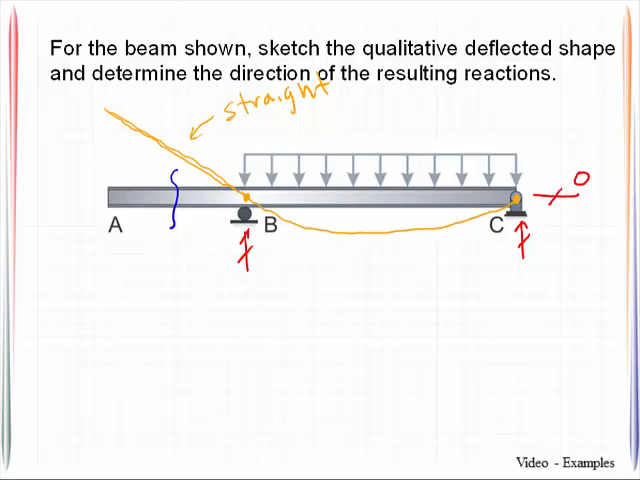 For the beam shown, sketch the qualitative deflected shape
and determine the direction of the resulting reactions.
straight
0
A
B
C
Video - Examples